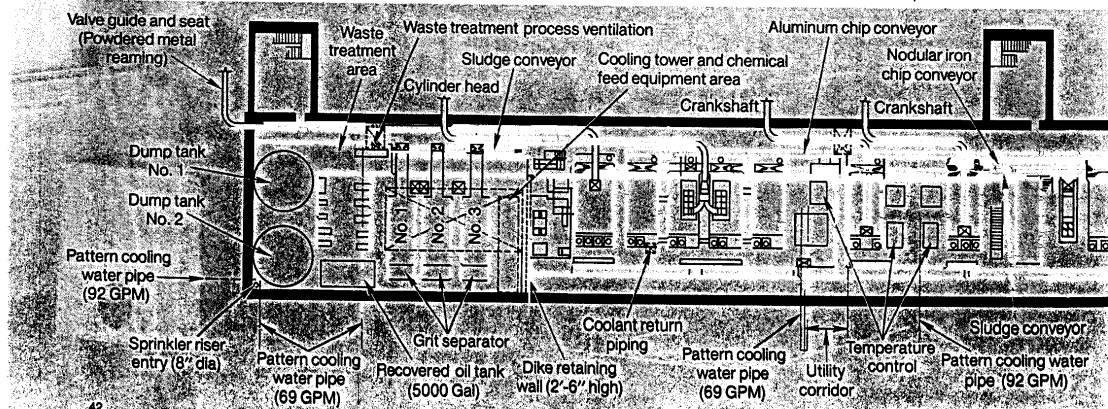 Valve guide and seat
(Powdered metal
reaming)
Waste
treatment
area
Waste treatment process ventilation
Sludge conveyor
Cylinder head
Cooling tower and chemical
feed equipment area
Aluminum chip conveyor
Crankshaft
Crankshaft
Nodular iron
chip conveyor
Dump tank
No. 1
Dump tank
No. 2
No. 1
No. 2
No. 3
Pattern cooling
water pipe
(92 GPM)
Sprinkler riser
entry (8" dia)
Pattern cooling
water pipe
(69 GPM)
Recovered oil tank
(5000 Gal)
Grit separator
Dike retaining
wall (2'-6" high)
Coolant return
piping
Pattern cooling
water pipe
(69 GPM)
Utility
corridor
Temperature
control
Sludge conveyor
Pattern cooling water
pipe (92 GPM)
42